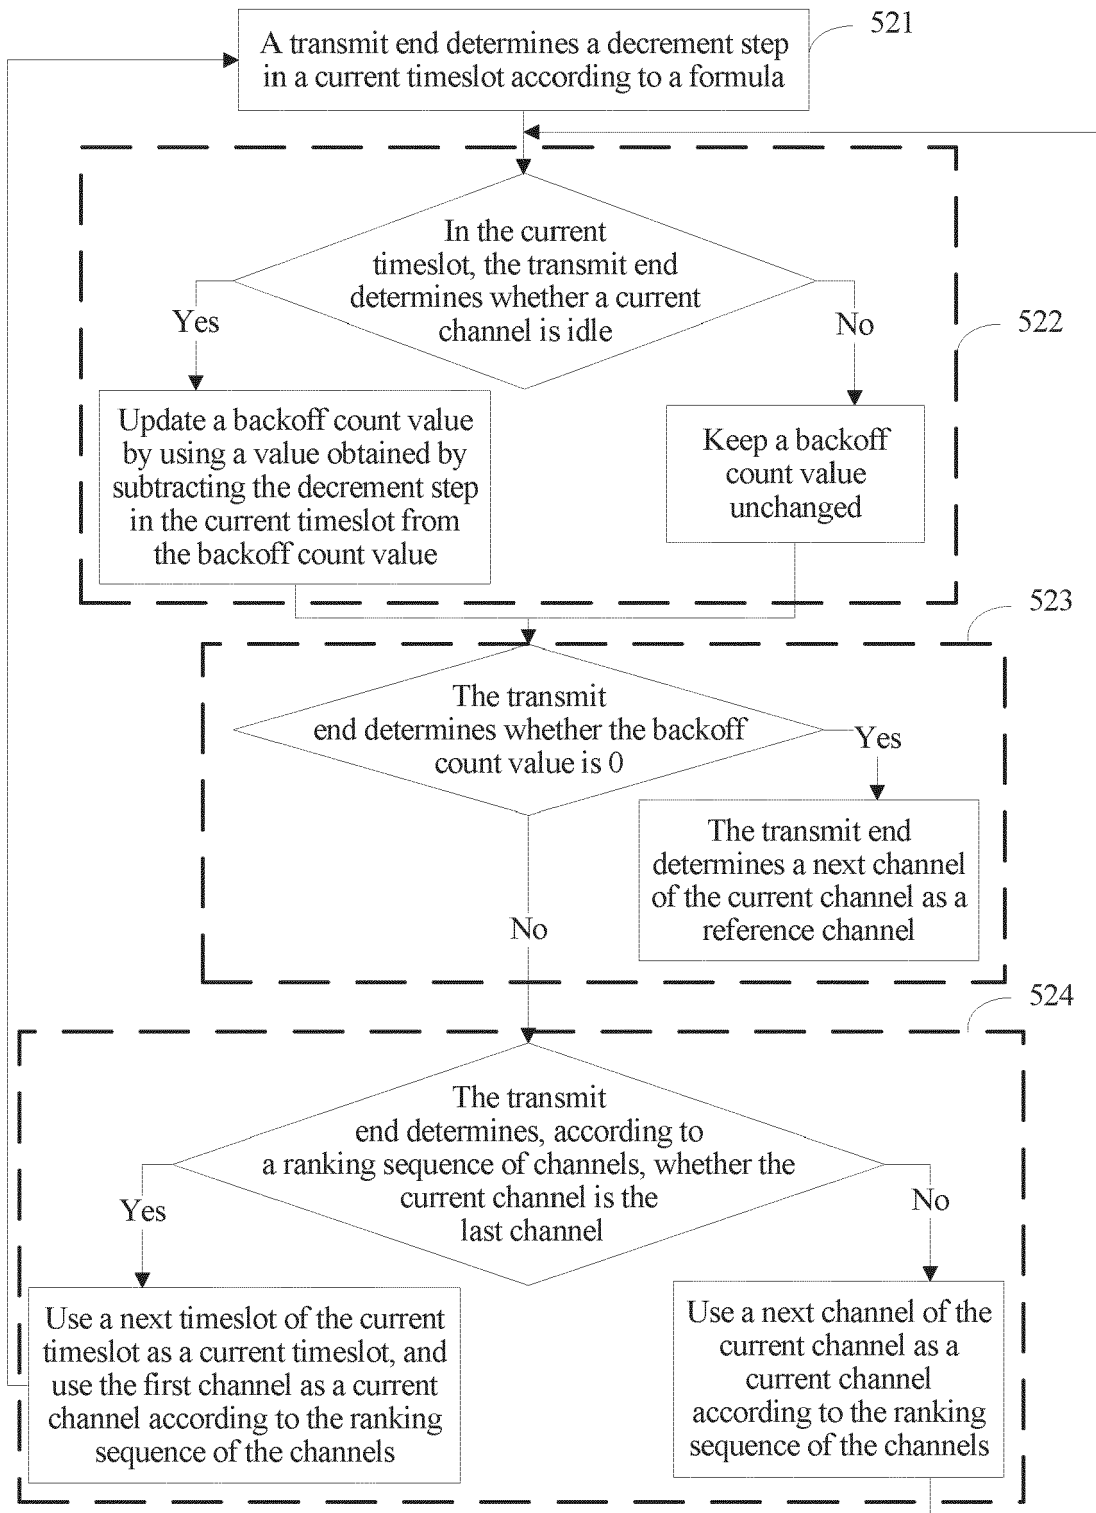 A transmit end determines a decrement step
in a current timeslot according to a formula
521
In the current
timeslot, the transmit end
determines whether a current
channel is idle
Yes
No
522
Update a backoff count value
by using a value obtained by
subtracting the decrement step
in the current timeslot from
the backoff count value
Keep a backoff
count value
unchanged
523
The transmit
end determines whether the backoff
count value is 0
Yes
The transmit end
determines a next channel
of the current channel as a
reference channel
No
524
The transmit
end determines, according to
a ranking sequence of channels, whether the
current channel is the
last channel
Yes
No
Use a next timeslot of the current
timeslot as a current timeslot, and
use the first channel as a current
channel according to the ranking
sequence of the channels
Use a next channel of the
current channel as a
current channel
according to the ranking
sequence of the channels